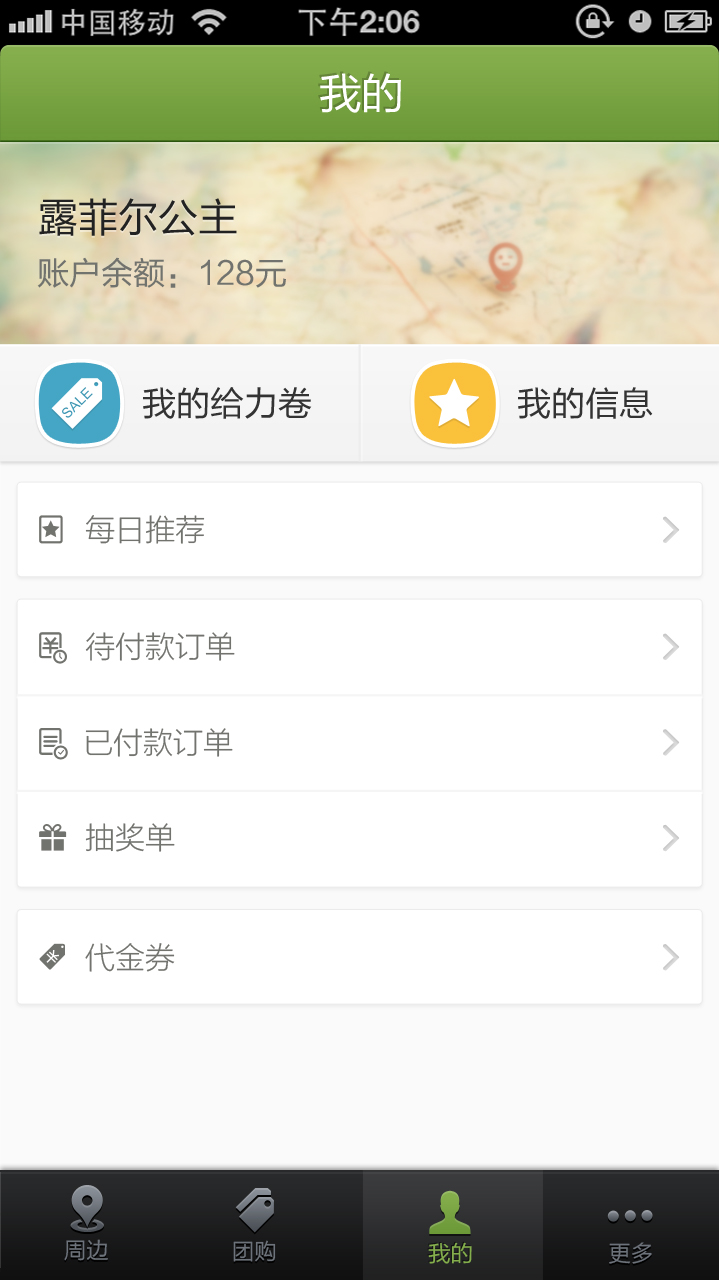 中国移动 下午2:06
我的
露菲尔公主
账户余额：128元
SALE 我的给力卷 我的信息
每日推荐
待付款订单
已付款订单
抽奖单
代金券
周边 团购 我的 更多